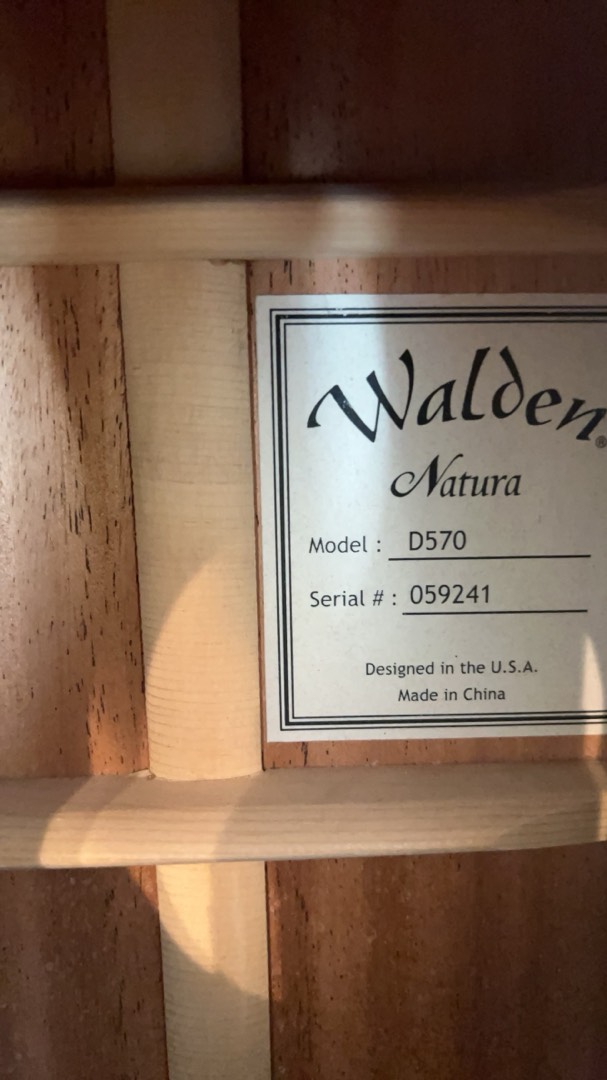 Walden®
Natura
Model : D570
Serial # : 059241
Designed in the U.S.A.
Made in China